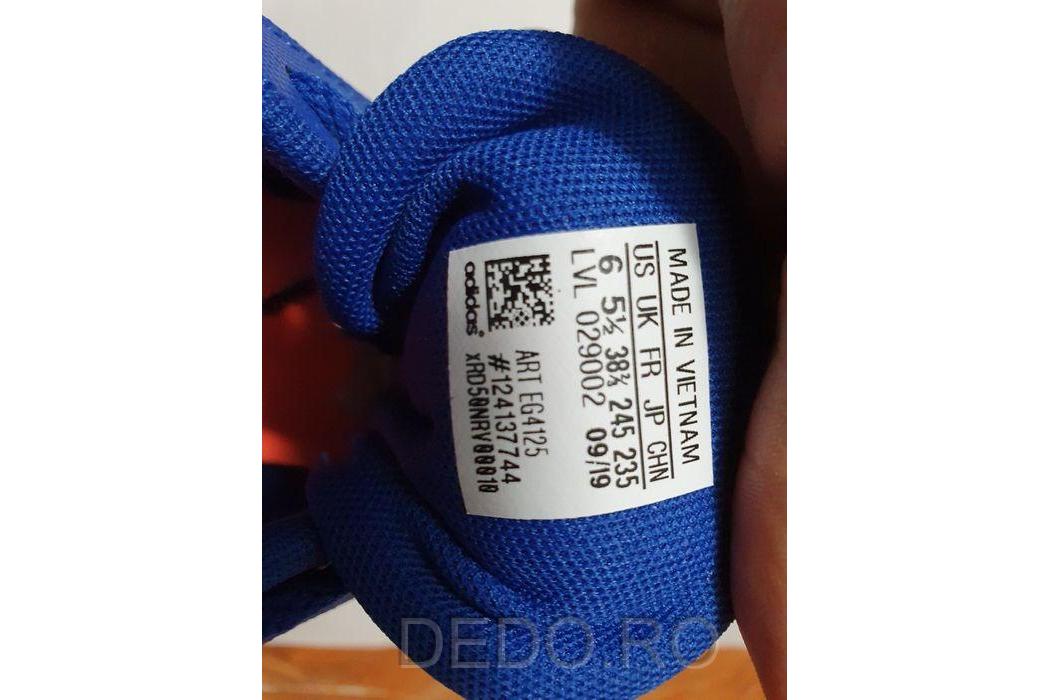 MADE IN VIETNAM
US UK FR JP CHN
6 5½ 38⅔ 245 235
LVL 029002 09/19
ART EG4125
#124137744
xRD50NRV00010
adidas
DEDO.RO